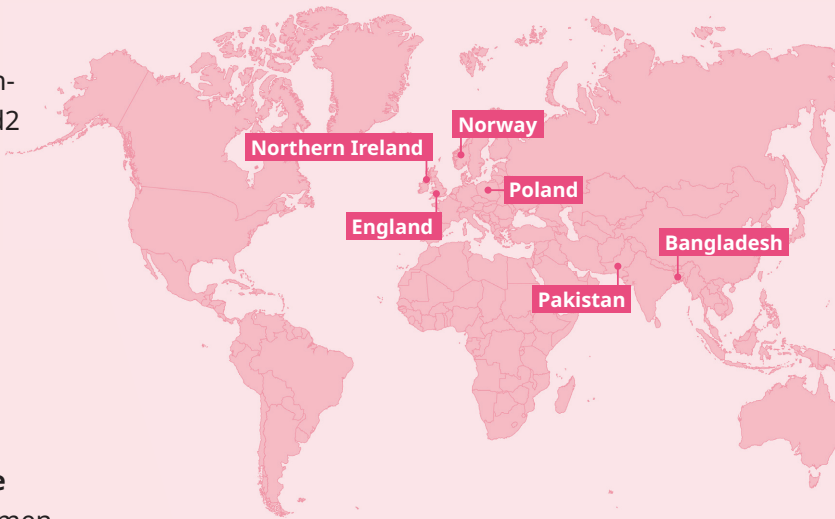 Norway
Northern Ireland
Poland
England
Bangladesh
Pakistan